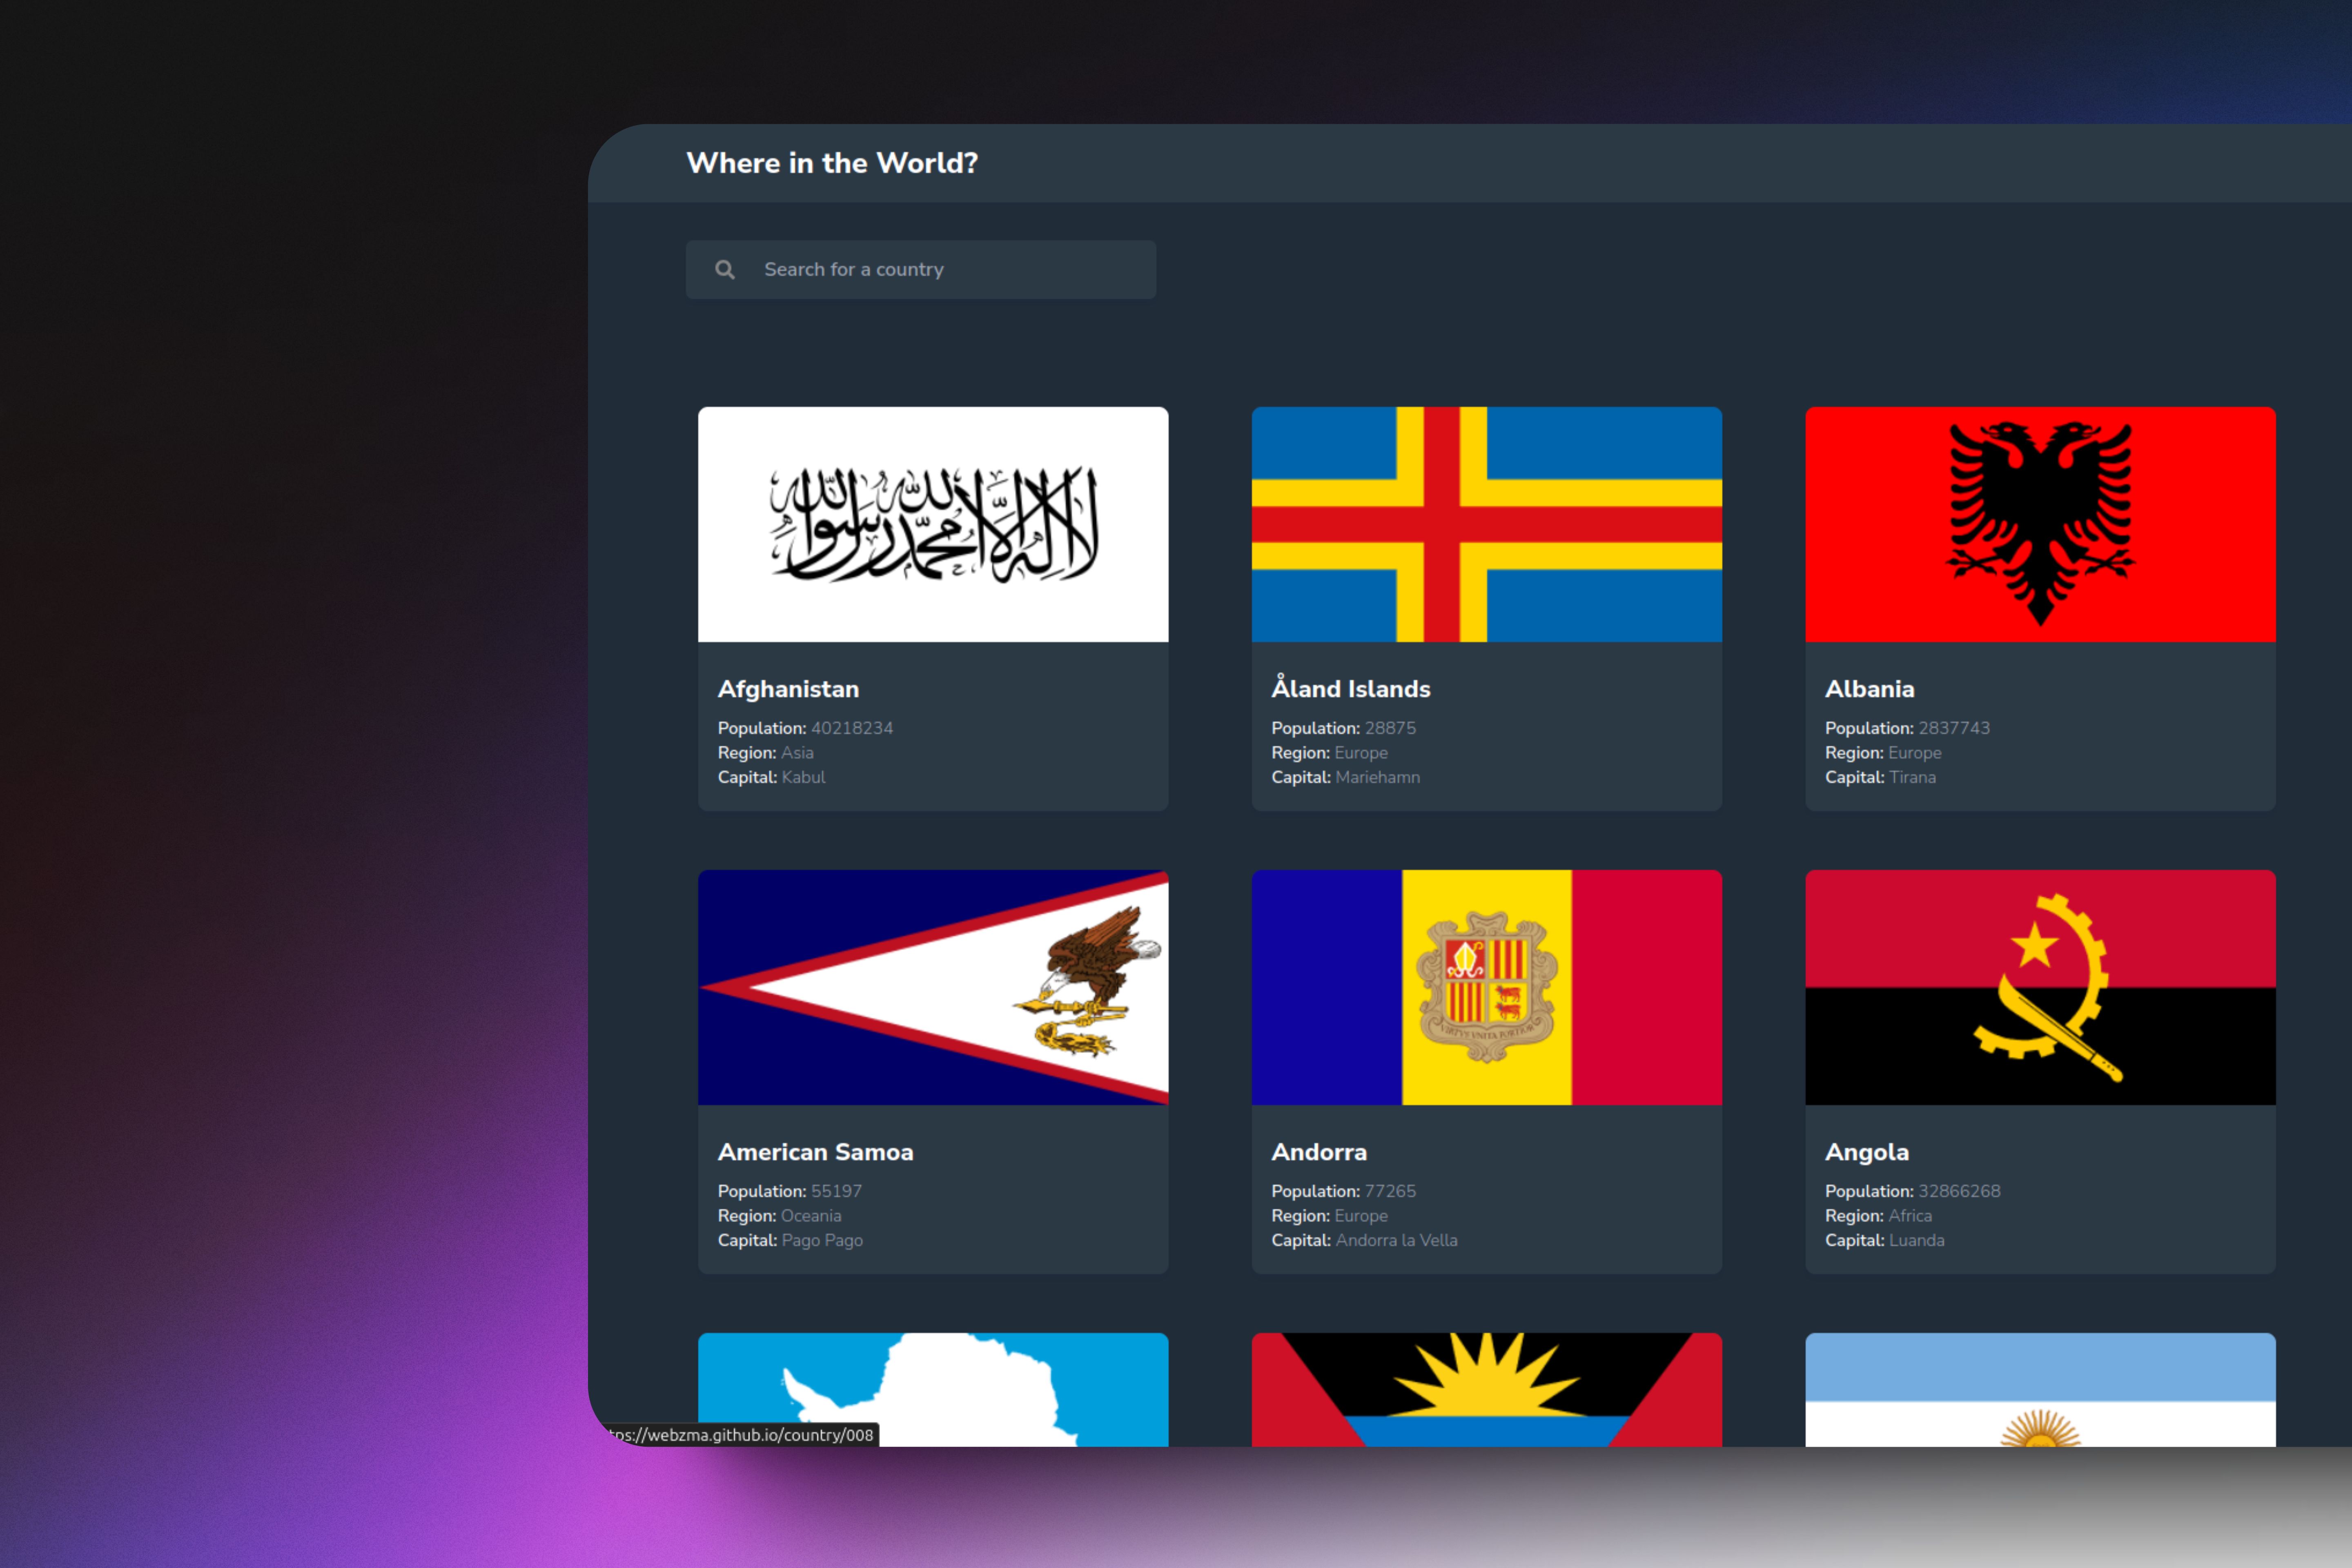 Where in the World?
Search for a country
لا إله إلا الله محمد رسول الله
Afghanistan
Population: 40218234
Region: Asia
Capital: Kabul
Åland Islands
Population: 28875
Region: Europe
Capital: Mariehamn
Albania
Population: 2837743
Region: Europe
Capital: Tirana
American Samoa
Population: 55197
Region: Oceania
Capital: Pago Pago
Andorra
VIRTVS VNITA FORTIOR
Population: 77265
Region: Europe
Capital: Andorra la Vella
Angola
Population: 32866268
Region: Africa
Capital: Luanda
tps://webzma.github.io/country/008